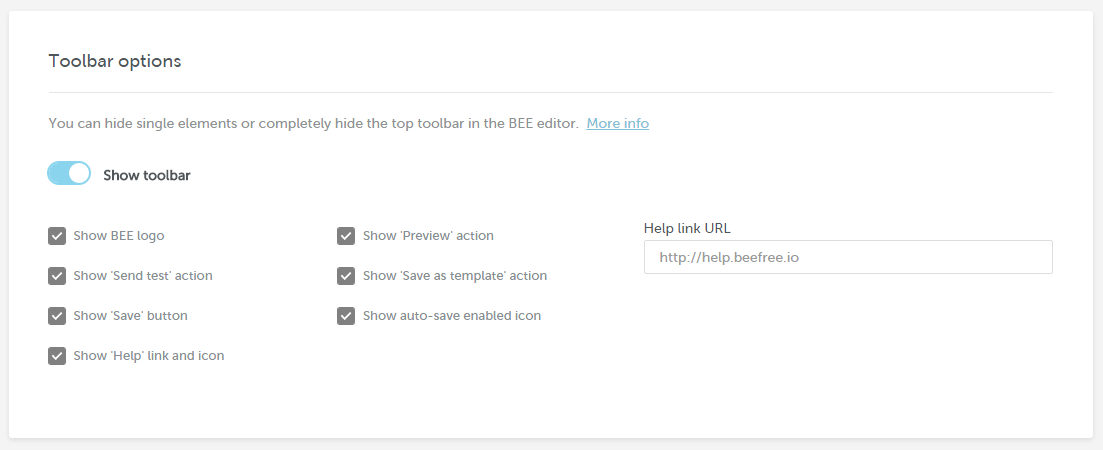 Toolbar options
You can hide single elements or completely hide the top toolbar in the BEE editor. More info
Show toolbar
Show BEE logo
Show 'Send test' action
Show 'Save' button
Show 'Help' link and icon
Show 'Preview' action
Show 'Save as template' action
Show auto-save enabled icon
Help link URL
http://help.beefree.io